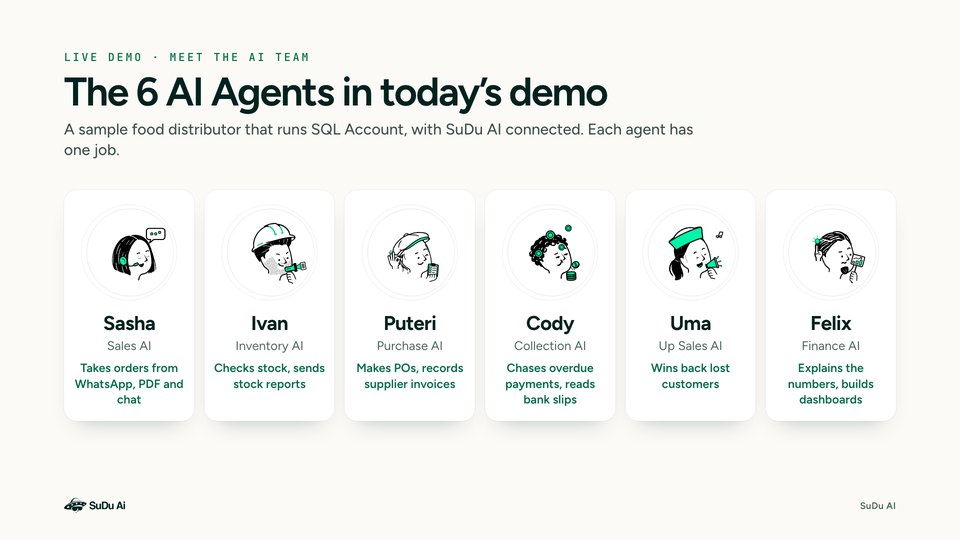 LIVE DEMO · MEET THE AI TEAM
The 6 AI Agents in today’s demo
A sample food distributor that runs SQL Account, with SuDu AI connected. Each agent has
one job.
Sasha
Sales AI
Takes orders from
WhatsApp, PDF and
chat
Ivan
Inventory AI
Checks stock, sends
stock reports
Puteri
Purchase AI
Makes POs, records
supplier invoices
Cody
Collection AI
Chases overdue
payments, reads
bank slips
Uma
Up Sales AI
Wins back lost
customers
Felix
Finance AI
Explains the
numbers, builds
dashboards
SuDu Ai
SuDu AI